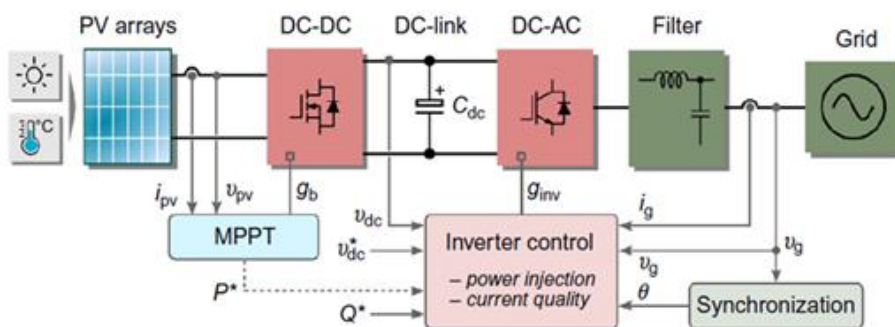 PV arrays
DC-DC
DC-link
DC-AC
Filter
Grid
°C
+
C_dc
i_pv
v_pv
g_b
g_inv
i_g
MPPT
v_dc
v*_dc
Inverter control
– power injection
– current quality
v_g
v_g
P*
Q*
θ
Synchronization